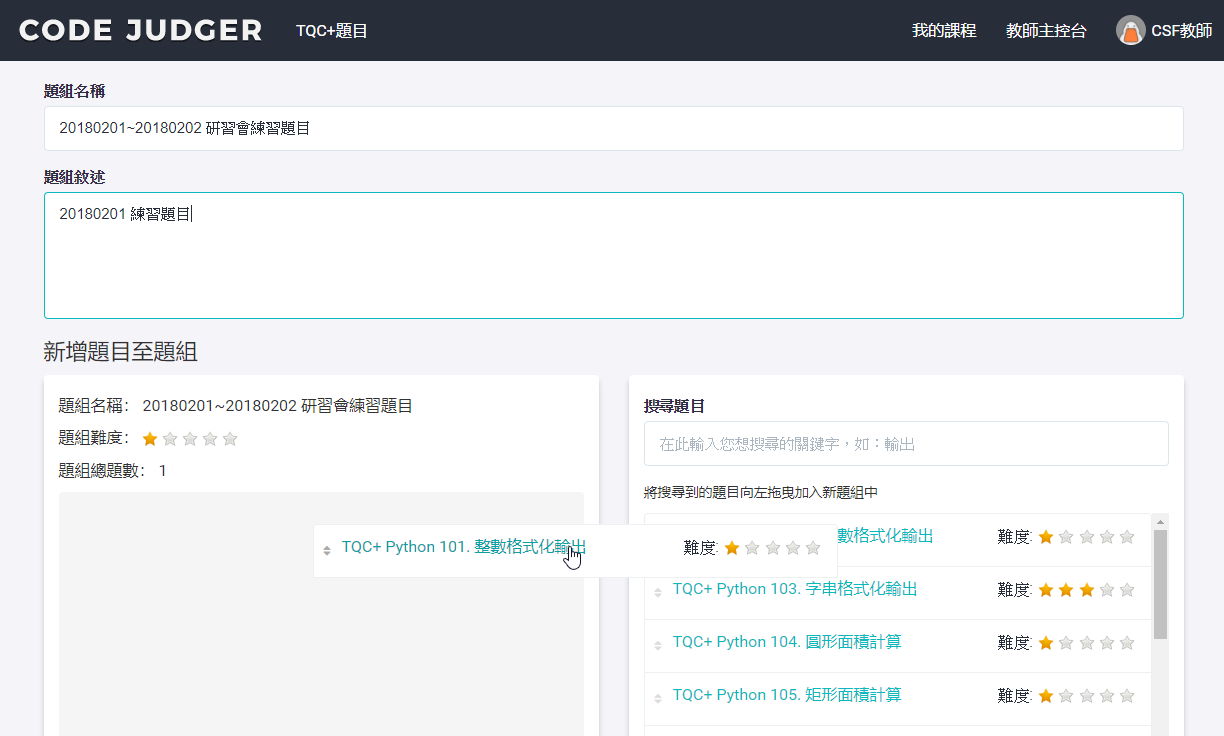 CODE JUDGER TQC+題目 我的課程 教師主控台 CSF教師
題組名稱
20180201~20180202 研習會練習題目
題組敘述
20180201 練習題目
新增題目至題組
題組名稱： 20180201~20180202 研習會練習題目
題組難度：
題組總題數： 1
搜尋題目
在此輸入您想搜尋的關鍵字，如：輸出
將搜尋到的題目向左拖曳加入新題組中
TQC+ Python 101. 整數格式化輸出 難度:
數格式化輸出 難度:
TQC+ Python 103. 字串格式化輸出 難度:
TQC+ Python 104. 圓形面積計算 難度:
TQC+ Python 105. 矩形面積計算 難度: